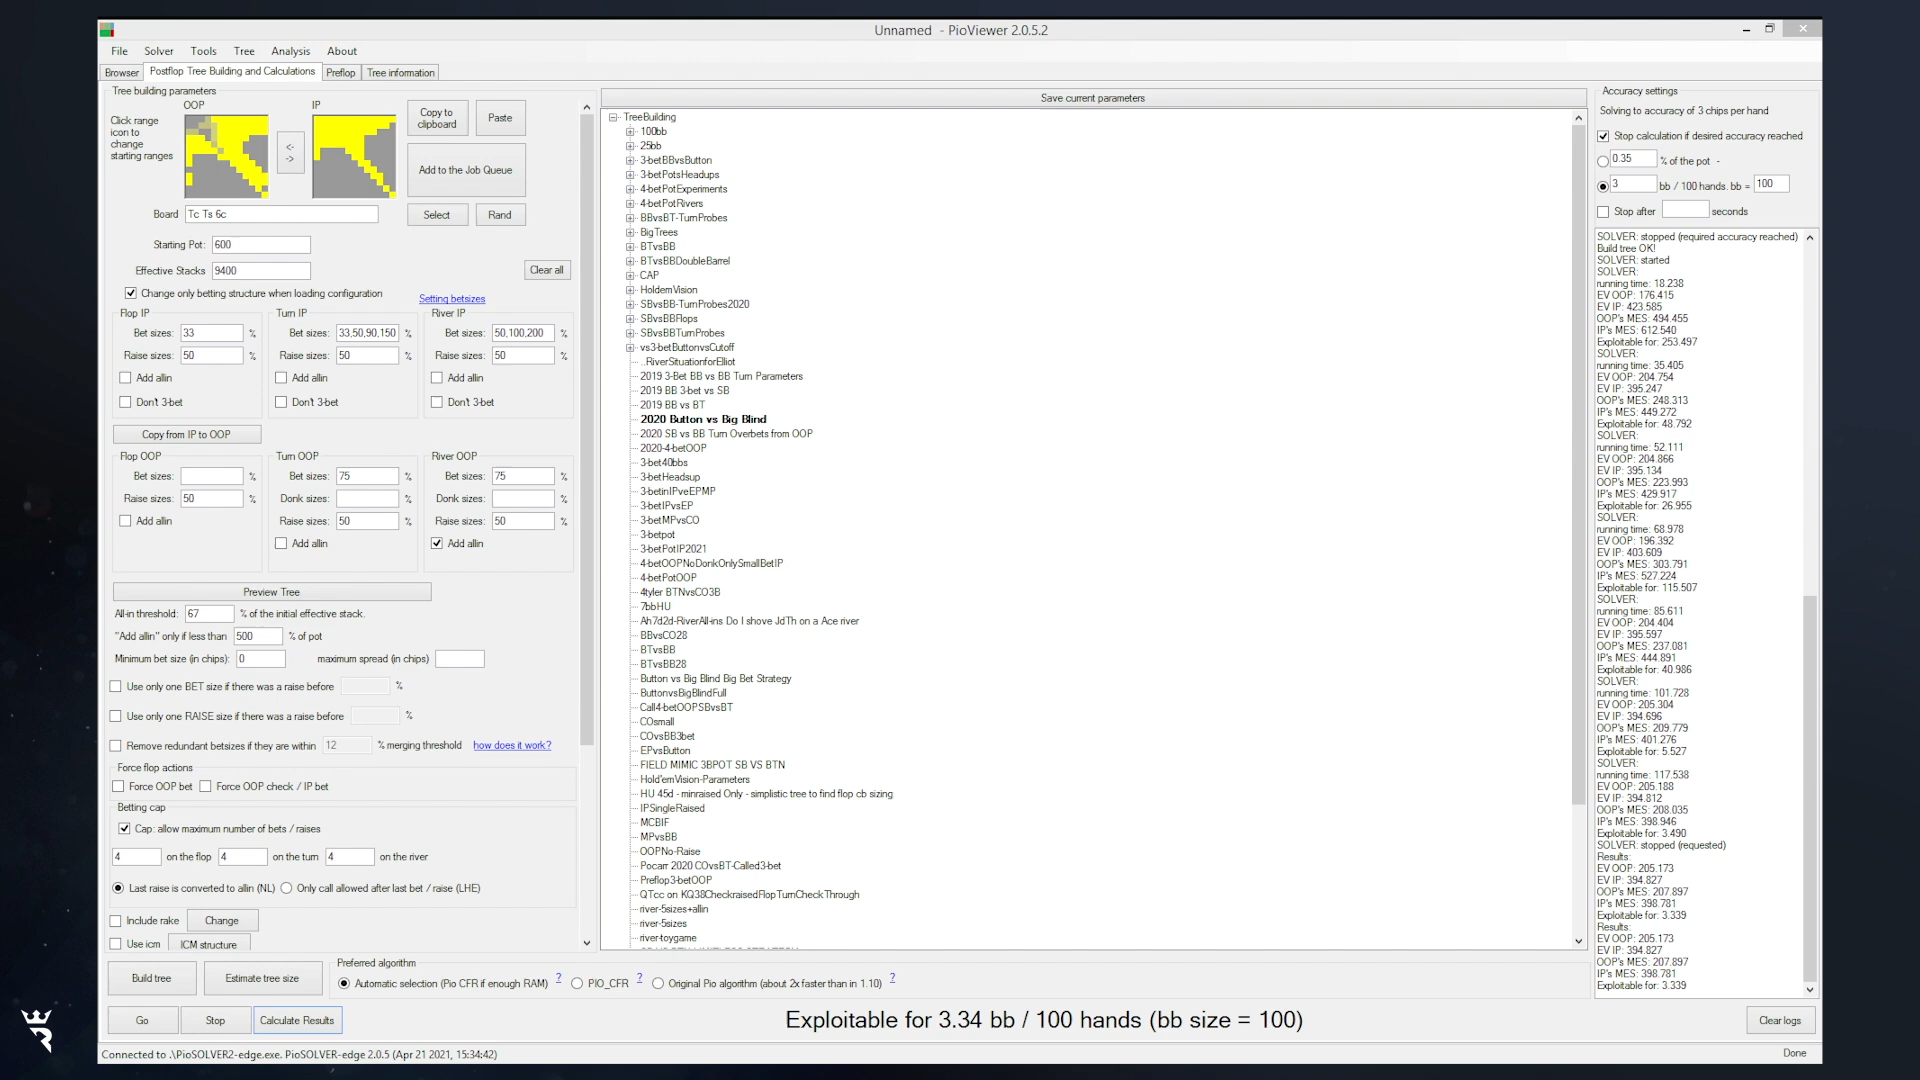 Unnamed - PioViewer 2.0.5.2
File Solver Tools Tree Analysis About
Browser Postflop Tree Building and Calculations Preflop Tree information
Tree building parameters
OOP IP
Click range
icon to
change
starting ranges
<-
->
Copy to
clipboard
Paste
Add to the Job Queue
Board Tc Ts 6c Select Rand
Starting Pot: 600
Effective Stacks 9400 Clear all
Change only betting structure when loading configuration Setting betsizes
Flop IP Turn IP River IP
Bet sizes: 33 % Bet sizes: 33,50,90,150 % Bet sizes: 50,100,200 %
Raise sizes: 50 % Raise sizes: 50 % Raise sizes: 50 %
Add allin Add allin Add allin
Don't 3-bet Don't 3-bet Don't 3-bet
Copy from IP to OOP
Flop OOP Turn OOP River OOP
Bet sizes: % Bet sizes: 75 % Bet sizes: 75 %
Raise sizes: 50 % Donk sizes: % Donk sizes: %
Add allin Raise sizes: 50 % Raise sizes: 50 %
Add allin Add allin
Preview Tree
All-in threshold: 67 % of the initial effective stack.
"Add allin" only if less than 500 % of pot
Minimum bet size (in chips): 0 maximum spread (in chips)
Use only one BET size if there was a raise before %
Use only one RAISE size if there was a raise before %
Remove redundant betsizes if they are within 12 % merging threshold how does it work?
Force flop actions
Force OOP bet Force OOP check / IP bet
Betting cap
Cap: allow maximum number of bets / raises
4 on the flop 4 on the turn 4 on the river
Last raise is converted to allin (NL) Only call allowed after last bet / raise (LHE)
Include rake Change
Use icm ICM structure
Save current parameters
TreeBuilding
100bb
25bb
3-betBBvsButton
3-betPotsHeadups
4-betPotExperiments
4-betPotRivers
BBvsBT-TurnProbes
BigTrees
BTvsBB
BTvsBBDoubleBarrel
CAP
HoldemVision
SBvsBB-TurnProbes2020
SBvsBBFlops
SBvsBBTurnProbes
vs3-betButtonvsCutoff
..RiverSituationforElliot
2019 3-Bet BB vs BB Turn Parameters
2019 BB 3-bet vs SB
2019 BB vs BT
2020 Button vs Big Blind
2020 SB vs BB Turn Overbets from OOP
2020-4-betOOP
3-bet40bbs
3-betHeadsup
3-betinIPveEPMP
3-betIPvsEP
3-betMPvsCO
3-betpot
3-betPotIP2021
4-betOOPNoDonkOnlySmallBetIP
4-betPotOOP
4tyler BTNvsCO3B
7bbHU
Ah7d2d-RiverAll-ins Do I shove JdTh on a Ace river
BBvsCO28
BTvsBB
BTvsBB28
Button vs Big Blind Big Bet Strategy
ButtonvsBigBlindFull
Call4-betOOPSBvsBT
COsmall
COvsBB3bet
EPvsButton
FIELD MIMIC 3BPOT SB VS BTN
Hold'emVision-Parameters
HU 45d - minraised Only - simplistic tree to find flop cb sizing
IPSingleRaised
MCBIF
MPvsBB
OOPNo-Raise
Pocarr 2020 COvsBT-Called3-bet
Preflop3-betOOP
QTcc on KQ38CheckraisedFlopTurnCheckThrough
river-5sizes+allin
river-5sizes
river-toygame
Accuracy settings
Solving to accuracy of 3 chips per hand
Stop calculation if desired accuracy reached
0.35 % of the pot -
3 bb / 100 hands. bb = 100
Stop after seconds
SOLVER: stopped (required accuracy reached)
Build tree OK!
SOLVER: started
SOLVER:
running time: 18.238
EV OOP: 176.415
EV IP: 423.585
OOP's MES: 494.455
IP's MES: 612.540
Exploitable for: 253.497
SOLVER:
running time: 35.405
EV OOP: 204.754
EV IP: 395.247
OOP's MES: 248.313
IP's MES: 449.272
Exploitable for: 48.792
SOLVER:
running time: 52.111
EV OOP: 204.866
EV IP: 395.134
OOP's MES: 223.993
IP's MES: 429.917
Exploitable for: 26.955
SOLVER:
running time: 68.978
EV OOP: 196.392
EV IP: 403.609
OOP's MES: 303.791
IP's MES: 527.224
Exploitable for: 115.507
SOLVER:
running time: 85.611
EV OOP: 204.404
EV IP: 395.597
OOP's MES: 237.081
IP's MES: 444.891
Exploitable for: 40.986
SOLVER:
running time: 101.728
EV OOP: 205.304
EV IP: 394.696
OOP's MES: 209.779
IP's MES: 401.276
Exploitable for: 5.527
SOLVER:
running time: 117.538
EV OOP: 205.188
EV IP: 394.812
OOP's MES: 208.035
IP's MES: 398.946
Exploitable for: 3.490
SOLVER: stopped (requested)
Results:
EV OOP: 205.173
EV IP: 394.827
OOP's MES: 207.897
IP's MES: 398.781
Exploitable for: 3.339
Results:
EV OOP: 205.173
EV IP: 394.827
OOP's MES: 207.897
IP's MES: 398.781
Exploitable for: 3.339
Build tree Estimate tree size
Preferred algorithm
Automatic selection (Pio CFR if enough RAM) ? PIO_CFR ? Original Pio algorithm (about 2x faster than in 1.10) ?
Go Stop Calculate Results
Exploitable for 3.34 bb / 100 hands (bb size = 100)
Clear logs
Connected to .\PioSOLVER2-edge.exe. PioSOLVER-edge 2.0.5 (Apr 21 2021, 15:34:42)
Done